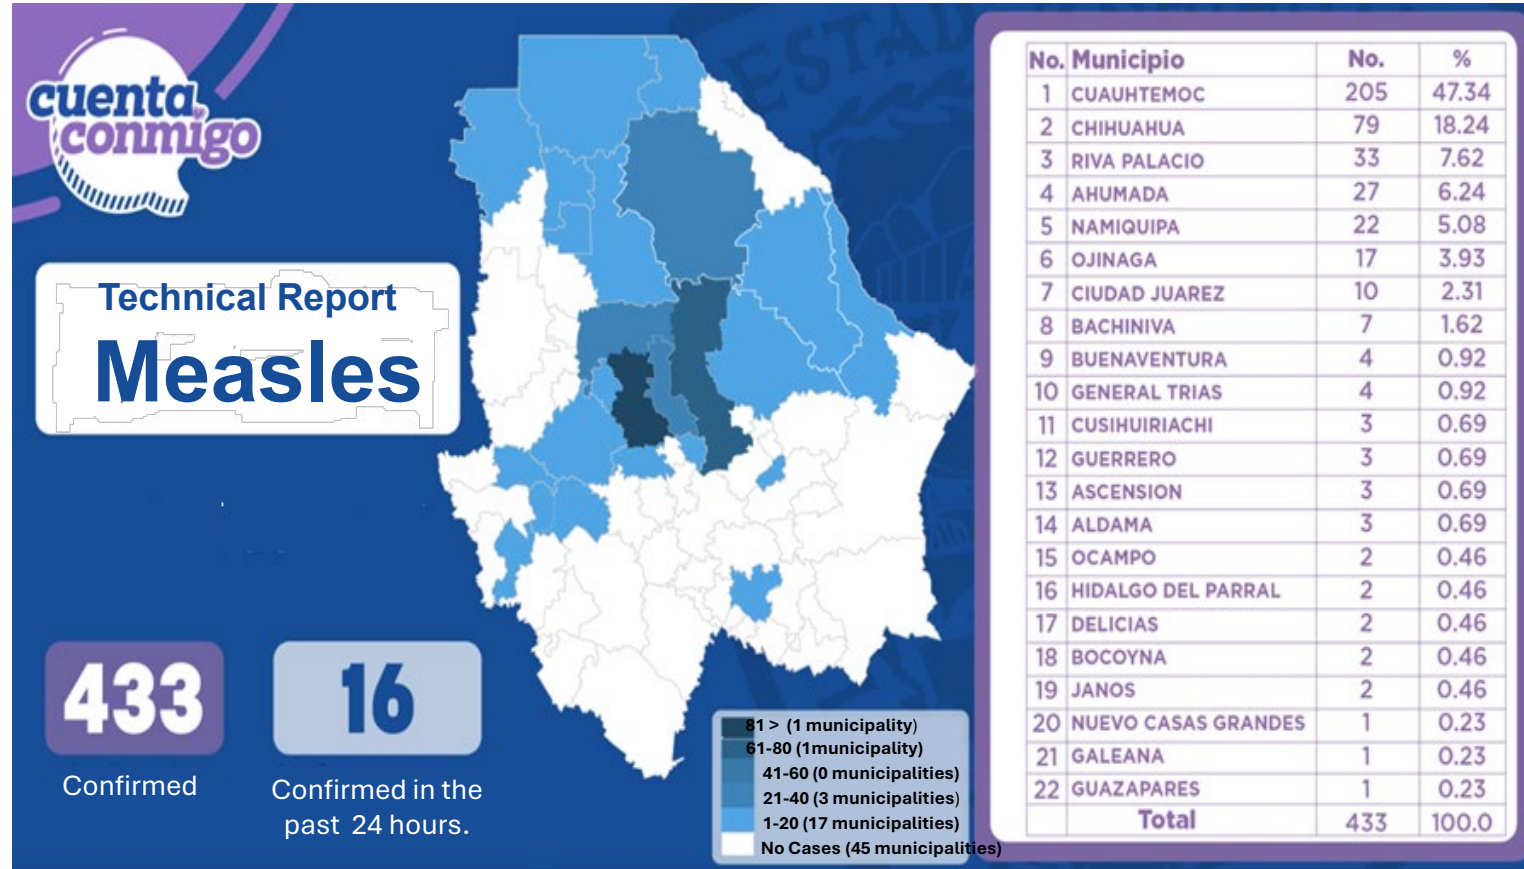 cuenta
conmigo
Technical Report
Measles
433
Confirmed
16
Confirmed in the
past 24 hours.
81 > (1 municipality)
61-80 (1municipality)
41-60 (0 municipalities)
21-40 (3 municipalities)
1-20 (17 municipalities)
No Cases (45 municipalities)
No. Municipio No. %
1 CUAUHTEMOC 205 47.34
2 CHIHUAHUA 79 18.24
3 RIVA PALACIO 33 7.62
4 AHUMADA 27 6.24
5 NAMIQUIPA 22 5.08
6 OJINAGA 17 3.93
7 CIUDAD JUAREZ 10 2.31
8 BACHINIVA 7 1.62
9 BUENAVENTURA 4 0.92
10 GENERAL TRIAS 4 0.92
11 CUSIHUIRIACHI 3 0.69
12 GUERRERO 3 0.69
13 ASCENSION 3 0.69
14 ALDAMA 3 0.69
15 OCAMPO 2 0.46
16 HIDALGO DEL PARRAL 2 0.46
17 DELICIAS 2 0.46
18 BOCOYNA 2 0.46
19 JANOS 2 0.46
20 NUEVO CASAS GRANDES 1 0.23
21 GALEANA 1 0.23
22 GUAZAPARES 1 0.23
Total 433 100.0